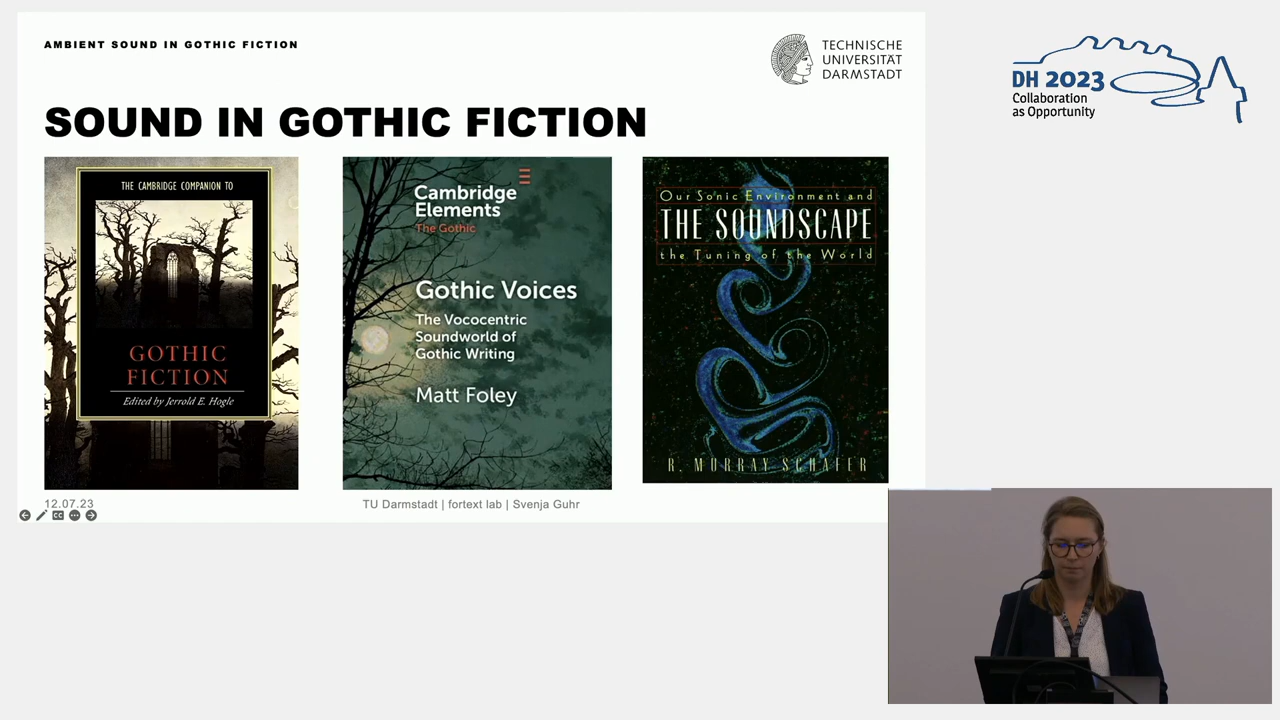 AMBIENT SOUND IN GOTHIC FICTION
TECHNISCHE
UNIVERSITÄT
DARMSTADT
SOUND IN GOTHIC FICTION
THE CAMBRIDGE COMPANION TO
GOTHIC
FICTION
Edited by Jerrold E. Hogle
Cambridge
Elements
The Gothic
Gothic Voices
The Vococentric
Soundworld of
Gothic Writing
Matt Foley
Our Sonic Environment and
THE SOUNDSCAPE
the Tuning of the World
R. MURRAY SCHAFER
12.07.23
TU Darmstadt | fortext lab | Svenja Guhr
CC
DH 2023
Collaboration
as Opportunity